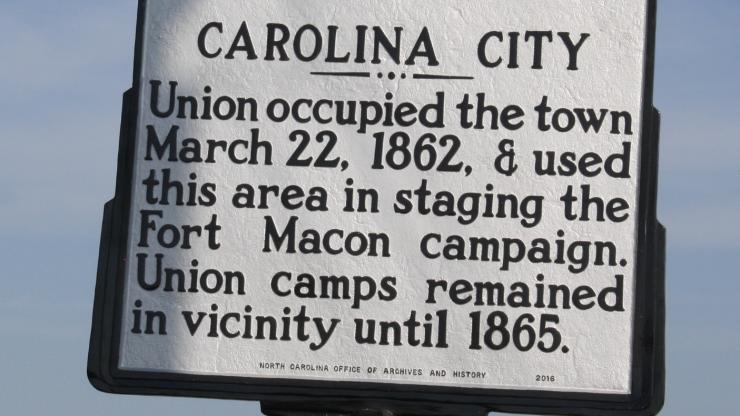 CAROLINA CITY
Union occupied the town
March 22, 1862, & used
this area in staging the
Fort Macon campaign.
Union camps remained
in vicinity until 1865.
NORTH CAROLINA OFFICE OF ARCHIVES AND HISTORY 2016